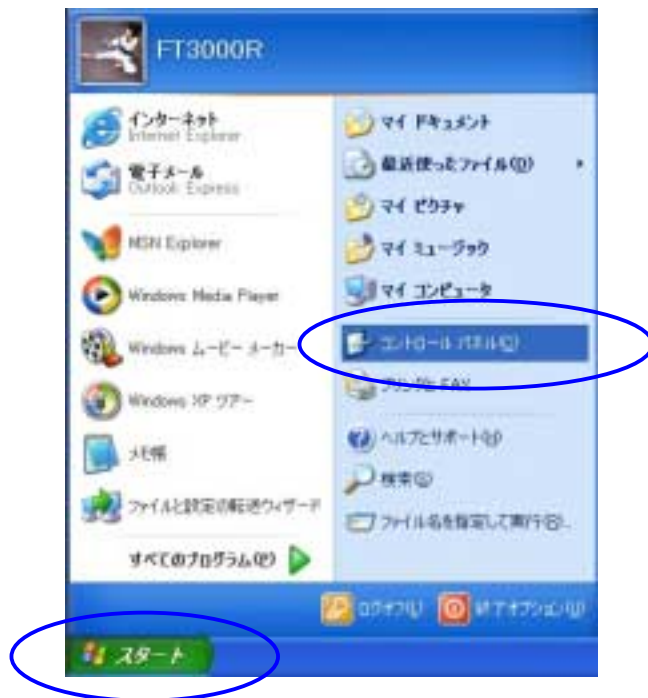 FT3000R
インターネット
Internet Explorer
電子メール
Outlook Express
MSN Explorer
Windows Media Player
Windows ムービー メーカー
Windows XP ツアー
メモ帳
ファイルと設定の転送ウィザード
すべてのプログラム(P)
マイ ドキュメント
最近使ったファイル(D)
マイ ピクチャ
マイ ミュージック
マイ コンピュータ
コントロール パネル(C)
プリンタと FAX
ヘルプとサポート(H)
検索(S)
ファイル名を指定して実行(R)...
ログオフ(L)
終了オプション(U)
スタート